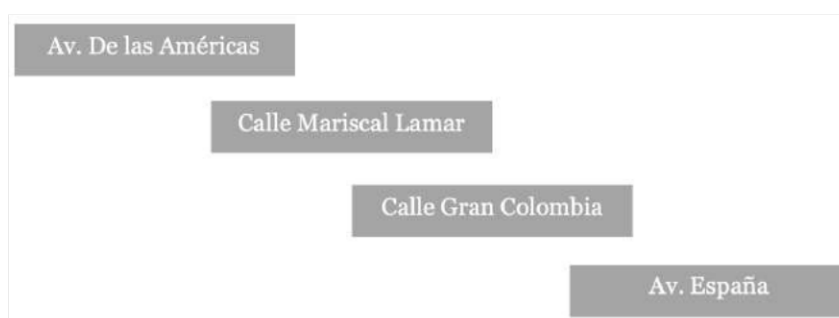 Av. De las Américas
Calle Mariscal Lamar
Calle Gran Colombia
Av. España